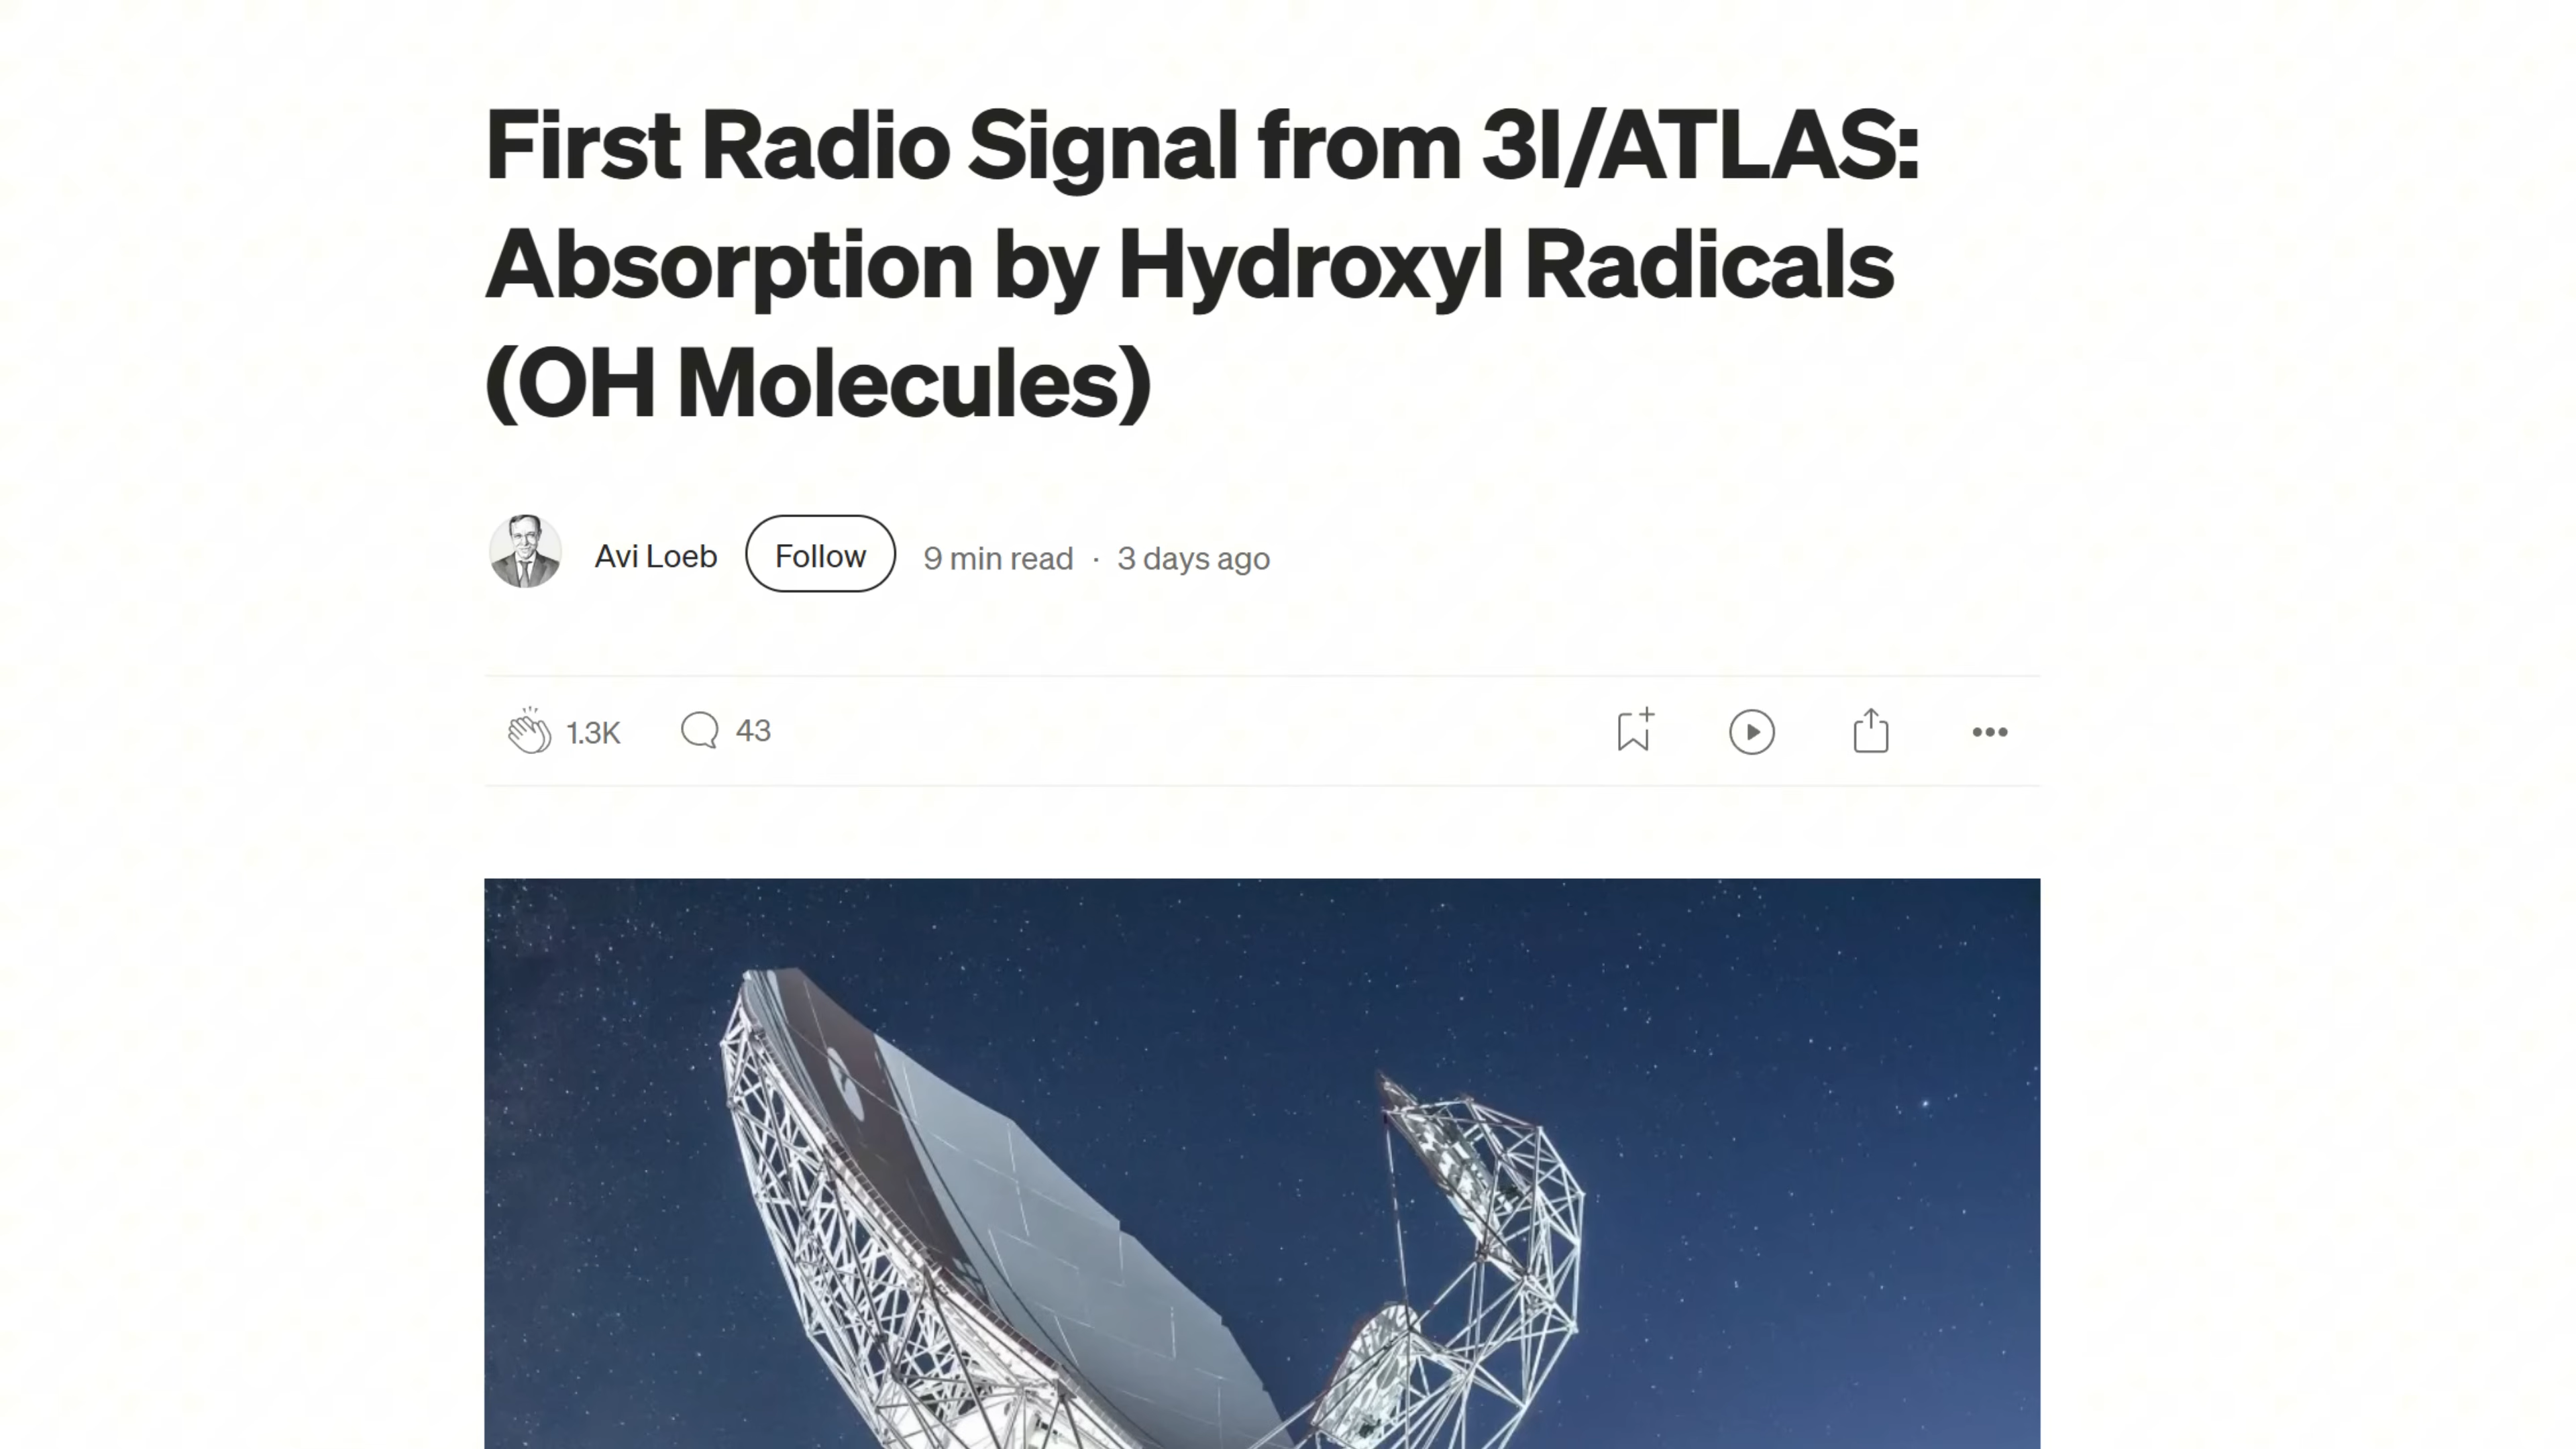 First Radio Signal from 3I/ATLAS:
Absorption by Hydroxyl Radicals
(OH Molecules)
Avi Loeb Follow 9 min read · 3 days ago
1.3K 43